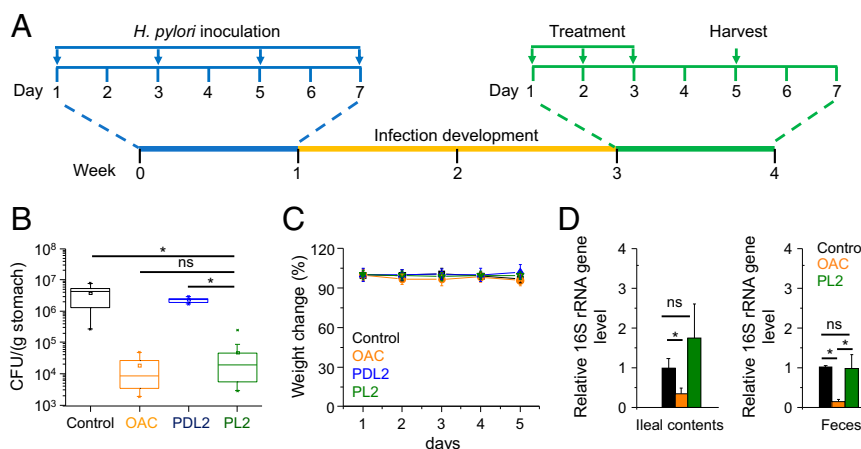 A
H. pylori inoculation
Day 1 2 3 4 5 6 7
Treatment Harvest
Day 1 2 3 4 5 6 7
Infection development
Week 0 1 2 3 4
B
CFU/(g stomach)
10^8
10^7
10^6
10^5
10^4
10^3
*
ns
*
Control OAC PDL2 PL2
C
Weight change (%)
120
90
60
30
0
Control
OAC
PDL2
PL2
1 2 3 4 5
days
D
Relative 16S rRNA gene
level
4
3
2
1
0
ns
*
Ileal contents
Relative 16S rRNA gene
level
4
3
2
1
0
Contro
OAC
PL2
ns
* *
Feces